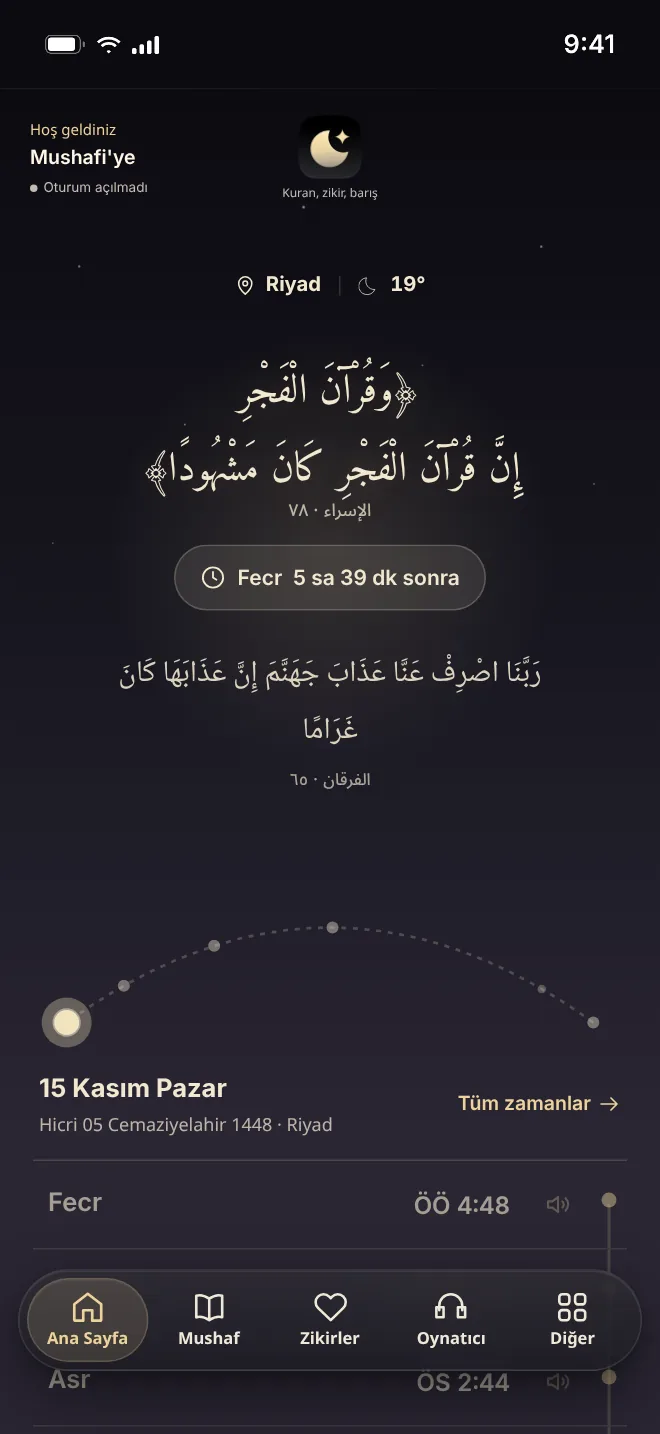 9:41
Hoş geldiniz
Mushafi'ye
Oturum açılmadı
Kuran, zikir, barış
Riyad | 19°
﴿وَقُرْآنَ الْفَجْرِ
إِنَّ قُرْآنَ الْفَجْرِ كَانَ مَشْهُودًا﴾
الإسراء · ٧٨
Fecr 5 sa 39 dk sonra
رَبَّنَا اصْرِفْ عَنَّا عَذَابَ جَهَنَّمَ إِنَّ عَذَابَهَا كَانَ
غَرَامًا
الفرقان · ٦٥
15 Kasım Pazar
Tüm zamanlar →
Hicri 05 Cemaziyelahir 1448 · Riyad
Fecr ÖÖ 4:48
Ana Sayfa Mushaf Zikirler Oynatıcı Diğer
Asr ÖS 2:44